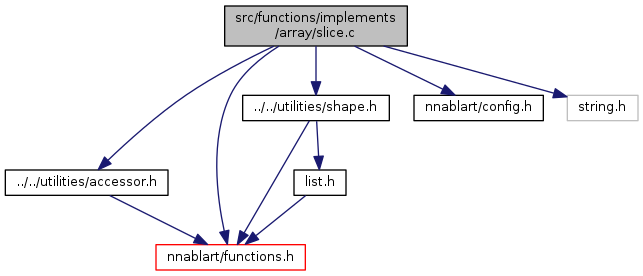 src/functions/implements
/array/slice.c
../../utilities/shape.h
nnablart/config.h
string.h
../../utilities/accessor.h
list.h
nnablart/functions.h